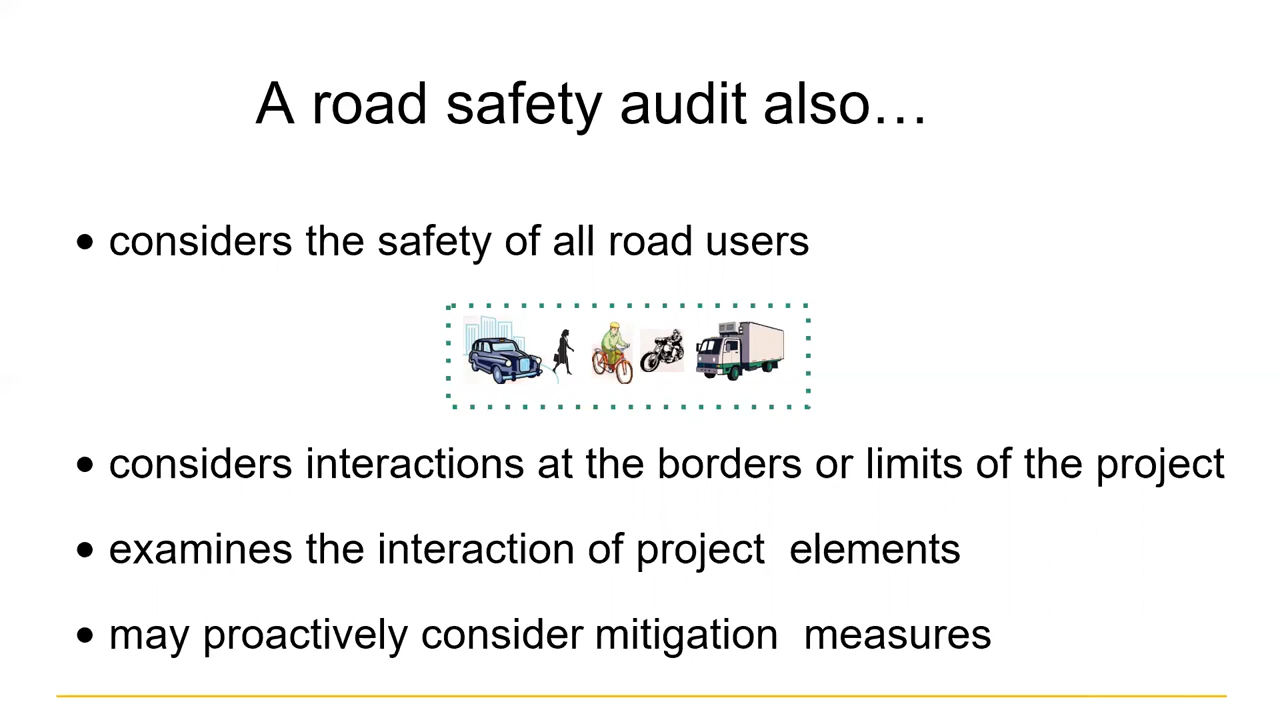 A road safety audit also…
• considers the safety of all road users
• considers interactions at the borders or limits of the project
• examines the interaction of project  elements
• may proactively consider mitigation  measures